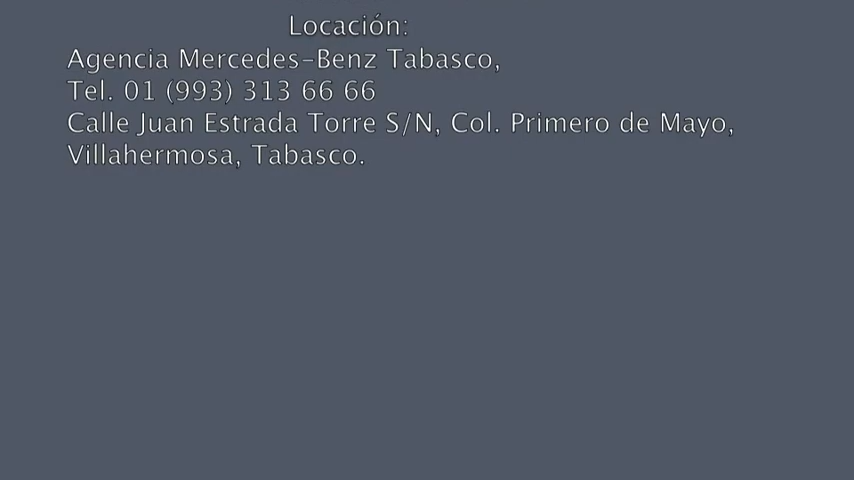 Locación:
Agencia Mercedes-Benz Tabasco,
Tel. 01 (993) 313 66 66
Calle Juan Estrada Torre S/N, Col. Primero de Mayo,
Villahermosa, Tabasco.